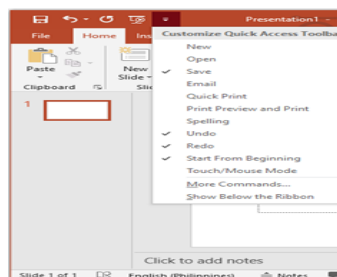 Presentation1 -
File Home Ins
Customize Quick Access Toolba
New
Open
Save
Email
Quick Print
Print Preview and Print
Spelling
Undo
Redo
Start From Beginning
Touch/Mouse Mode
More Commands...
Show Below the Ribbon
Paste
New
Slide
Clipboard
Slid
1
Click to add notes
Slide 1 of 1 English (Philippines) Notes